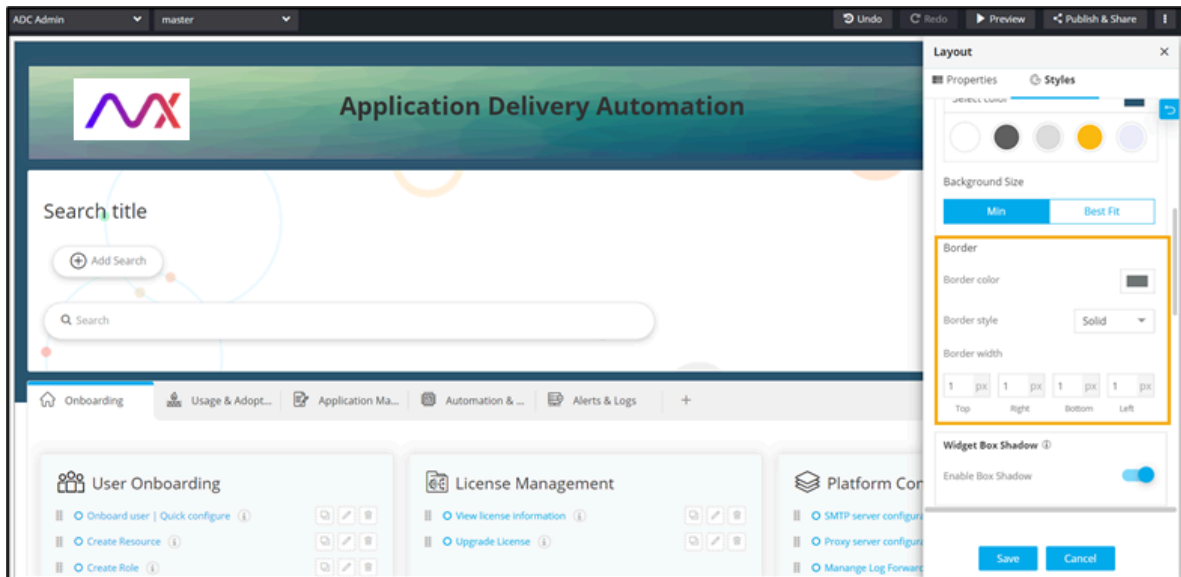 ADC Admin
master
Undo
Redo
Preview
Publish & Share
Application Delivery Automation
Search title
Add Search
Search
Onboarding
Usage & Adopt...
Application Ma...
Automation & ...
Alerts & Logs
+
User Onboarding
Onboard user | Quick configure
Create Resource
Create Role
License Management
View license information
Upgrade License
Platform Con
SMTP server configura
Proxy server configu
Manange Log Forwar
Layout
Properties
Styles
Select color
Background Size
Min
Best Fit
Border
Border color
Border style
Solid
Border width
1 px 1 px 1 px 1 px
Top Right Bottom Left
Widget Box Shadow
Enable Box Shadow
Save
Cancel